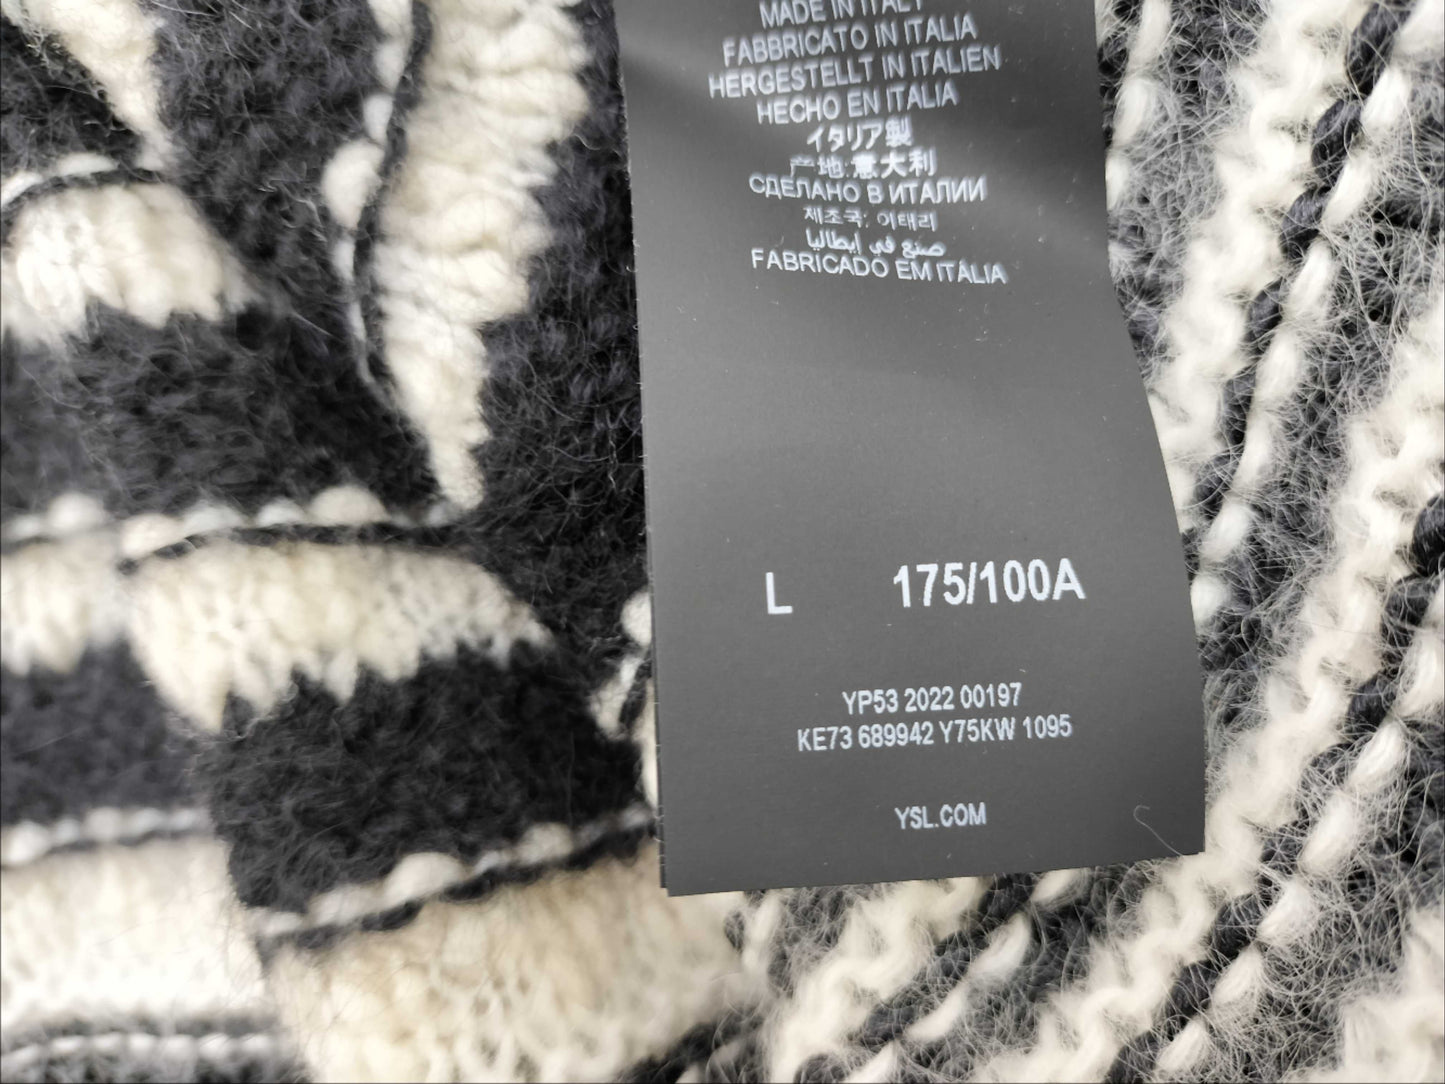 MADE IN ITALY
FABBRICATO IN ITALIA
HERGESTELLT IN ITALIEN
HECHO EN ITALIA
イタリア製
产地:意大利
СДЕЛАНО В ИТАЛИИ
제조국: 이태리
صنع في ايطاليا
FABRICADO EM ITÁLIA
L 175/100A
YP53 2022 00197
KE73 689942 Y75KW 1095
YSL.COM